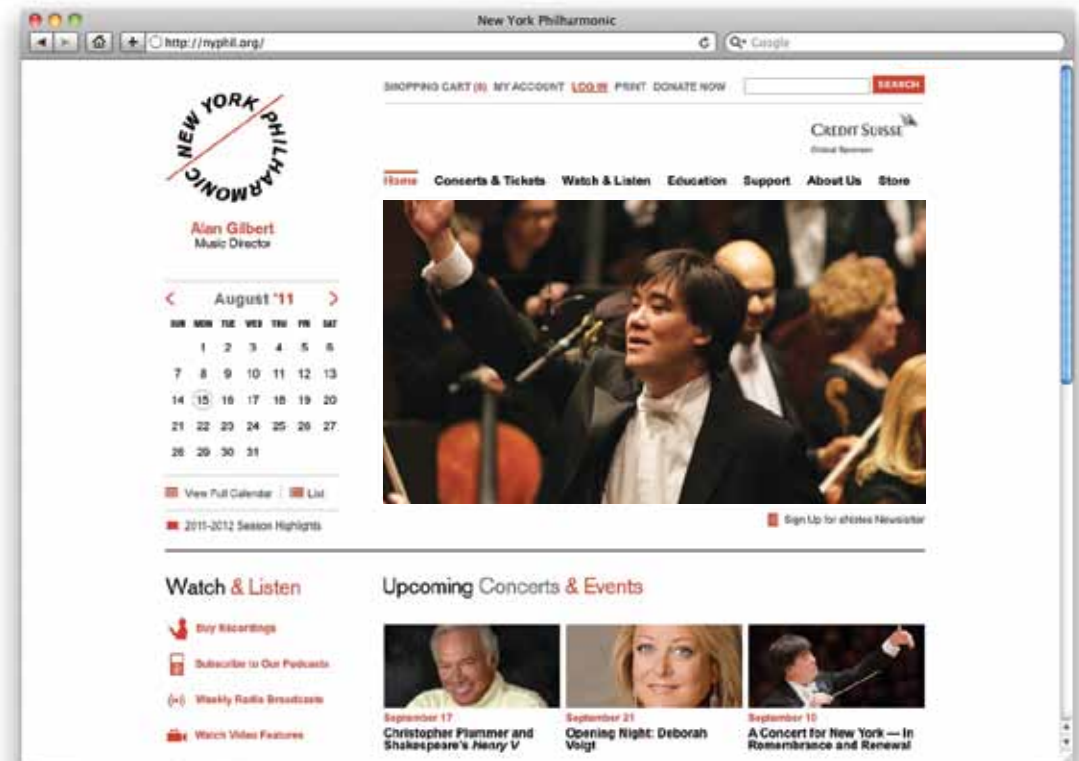 New York Philharmonic
http://nyphil.org/
Google
SHOPPING CART (0) MY ACCOUNT LOG IN PRINT DONATE NOW
SEARCH
NEW YORK PHILHARMONIC
CREDIT SUISSE
Global Sponsor
Home Concerts & Tickets Watch & Listen Education Support About Us Store
Alan Gilbert
Music Director
August '11
SUN MON TUE WED THU FRI SAT
1 2 3 4 5 6
7 8 9 10 11 12 13
14 15 16 17 18 19 20
21 22 23 24 25 26 27
28 29 30 31
View Full Calendar List
2011-2012 Season Highlights
Sign Up for eNotes Newsletter
Watch & Listen
Buy Recordings
Subscribe to Our Podcasts
Weekly Radio Broadcasts
Watch Video Features
Upcoming Concerts & Events
September 17
Christopher Plummer and
Shakespeare's Henry V
September 21
Opening Night: Deborah
Voigt
September 10
A Concert for New York — In
Remembrance and Renewal